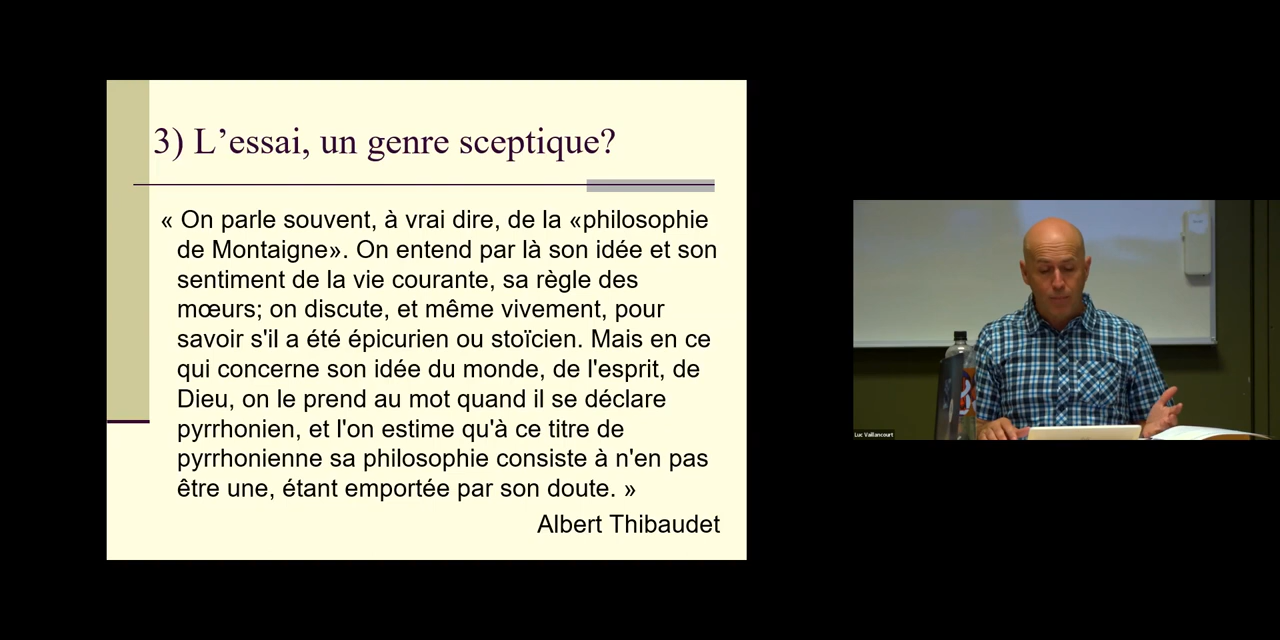 3) L’essai, un genre sceptique?
« On parle souvent, à vrai dire, de la «philosophie
de Montaigne». On entend par là son idée et son
sentiment de la vie courante, sa règle des
mœurs; on discute, et même vivement, pour
savoir s'il a été épicurien ou stoïcien. Mais en ce
qui concerne son idée du monde, de l'esprit, de
Dieu, on le prend au mot quand il se déclare
pyrrhonien, et l'on estime qu'à ce titre de
pyrrhonienne sa philosophie consiste à n'en pas
être une, étant emportée par son doute. »
Albert Thibaudet
Luc Vaillancourt